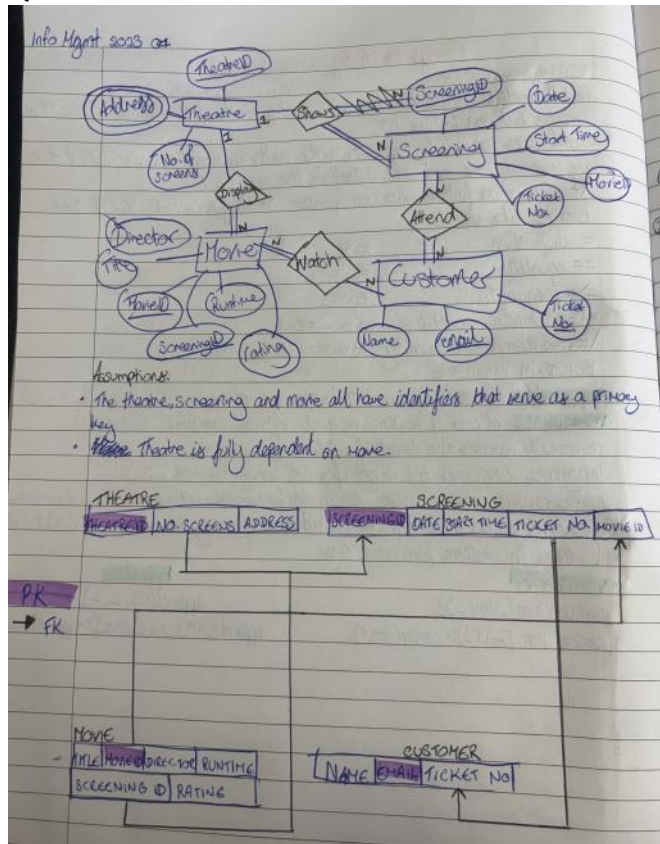 Info Mgmt 2023 Q1
TheatreID
Address
Theatre
No. of screens
1
1
Shows
N
ScreeningID
Screening
Date
Start Time
MovieID
Ticket No.
N
Display
N
Attend
N
Director
Title
Movie
N
MovieID
Runtime
ScreeningID
rating
Watch
N
Customer
Name
email
Ticket No.
Assumptions:
• The theatre, screening and movie all have identifiers that serve as a primary
key
• Theatre is fully dependent on Movie.
THEATRE
THEATREID NO. SCREENS ADDRESS
SCREENING
SCREENINGID DATE START TIME TICKET NO. MOVIE ID
PK
→ FK
MOVIE
TITLE MOVIEID DIRECTOR RUNTIME
SCREENING ID RATING
CUSTOMER
NAME EMAIL TICKET NO